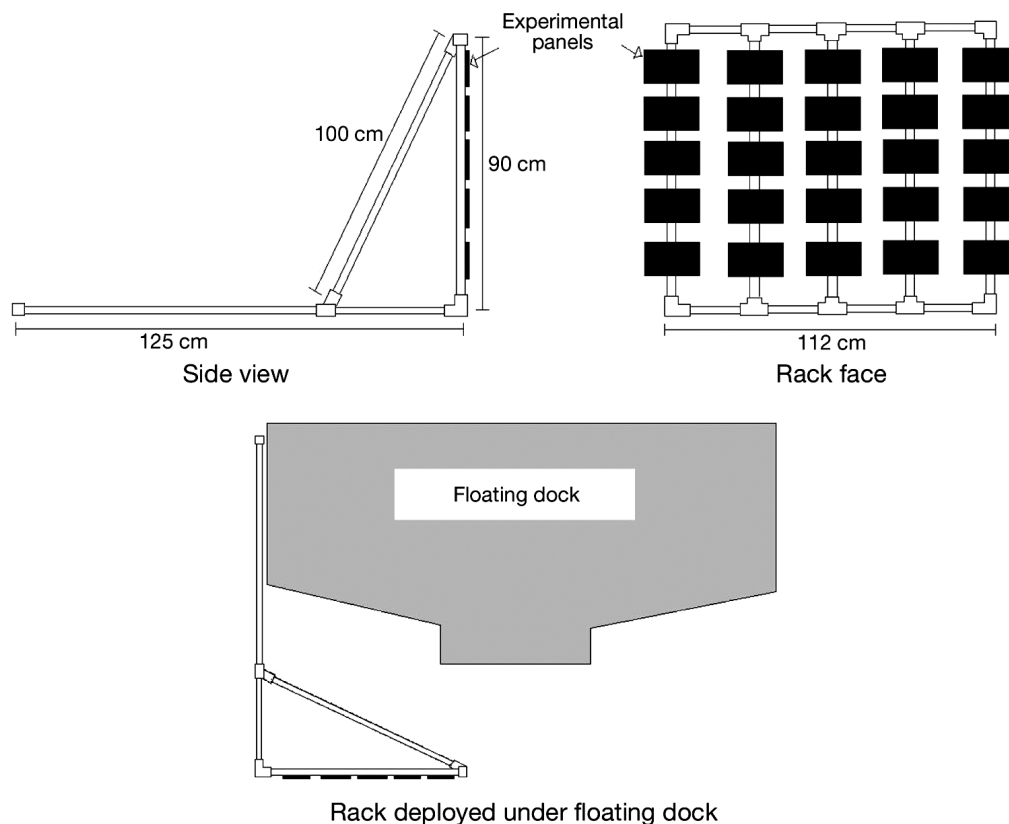 Experimental
panels
100 cm
90 cm
125 cm
112 cm
Side view
Rack face
Floating dock
Rack deployed under floating dock